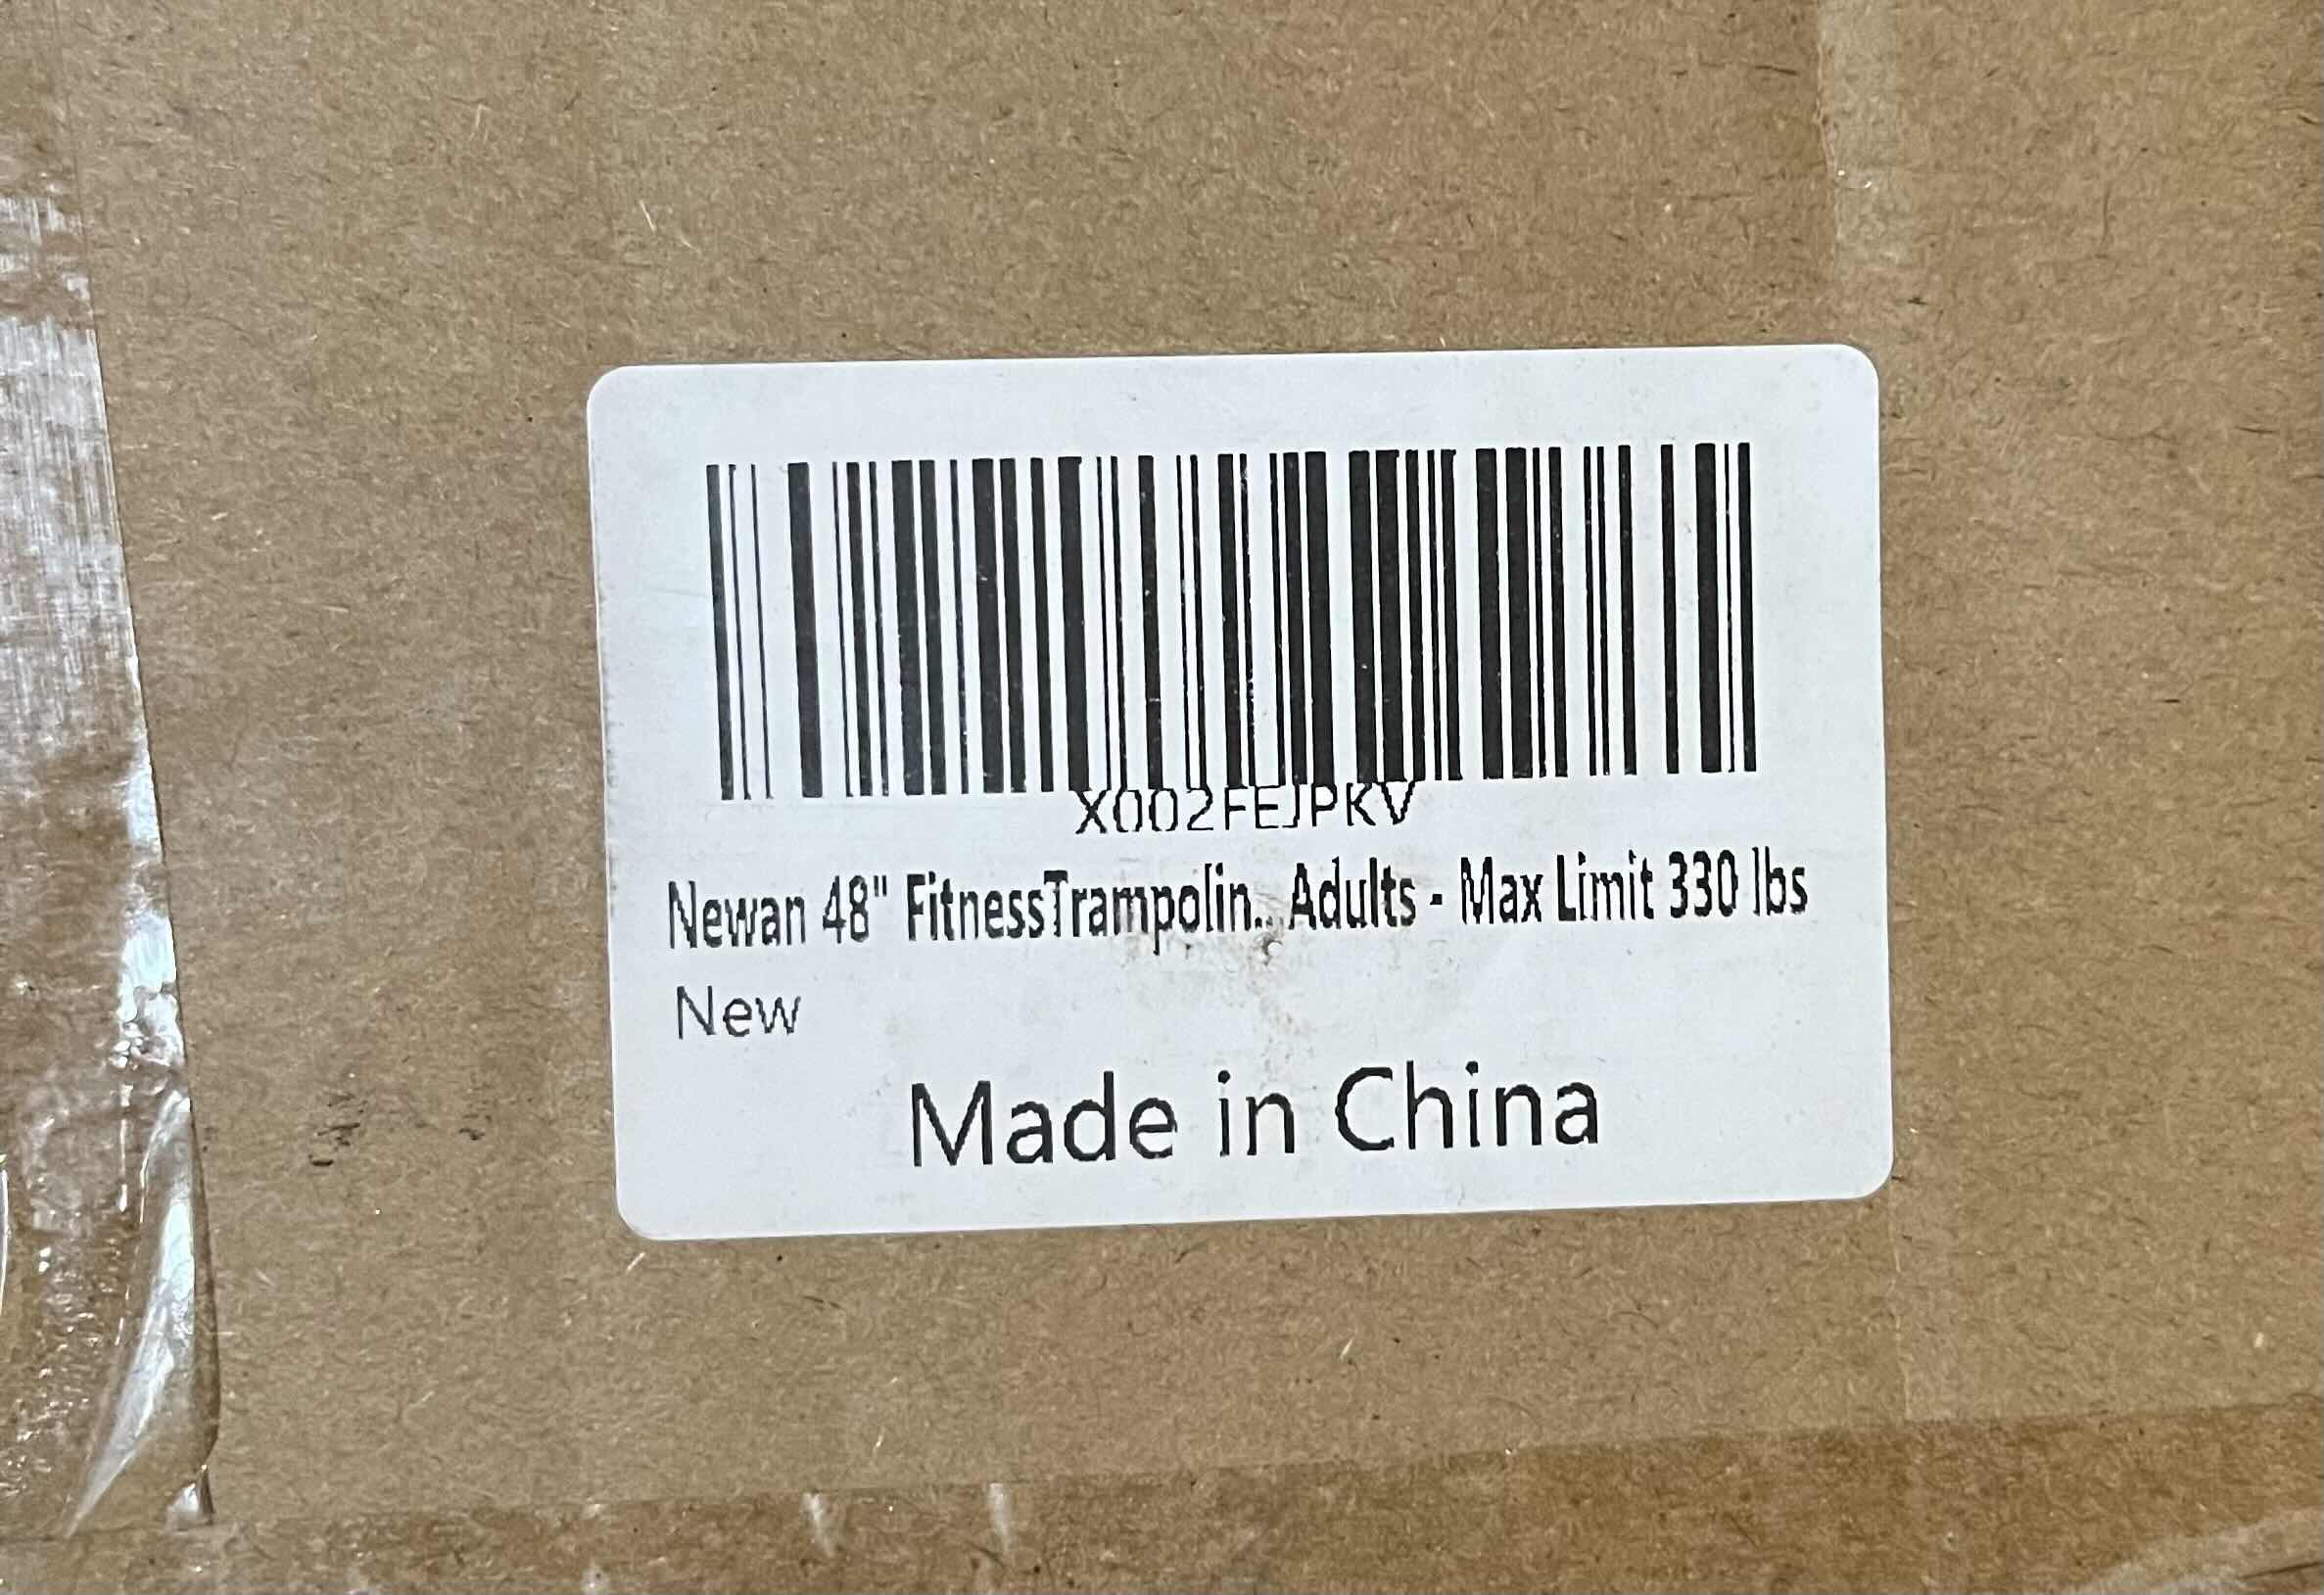 X002FEJPKV
Newan 48" FitnessTrampolin... Adults - Max Limit 330 lbs
New
Made in China